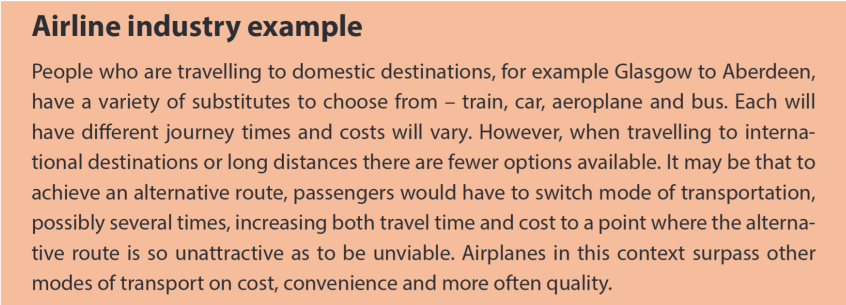 Airline industry example
People who are travelling to domestic destinations, for example Glasgow to Aberdeen,
have a variety of substitutes to choose from – train, car, aeroplane and bus. Each will
have different journey times and costs will vary. However, when travelling to interna-
tional destinations or long distances there are fewer options available. It may be that to
achieve an alternative route, passengers would have to switch mode of transportation,
possibly several times, increasing both travel time and cost to a point where the alterna-
tive route is so unattractive as to be unviable. Airplanes in this context surpass other
modes of transport on cost, convenience and more often quality.